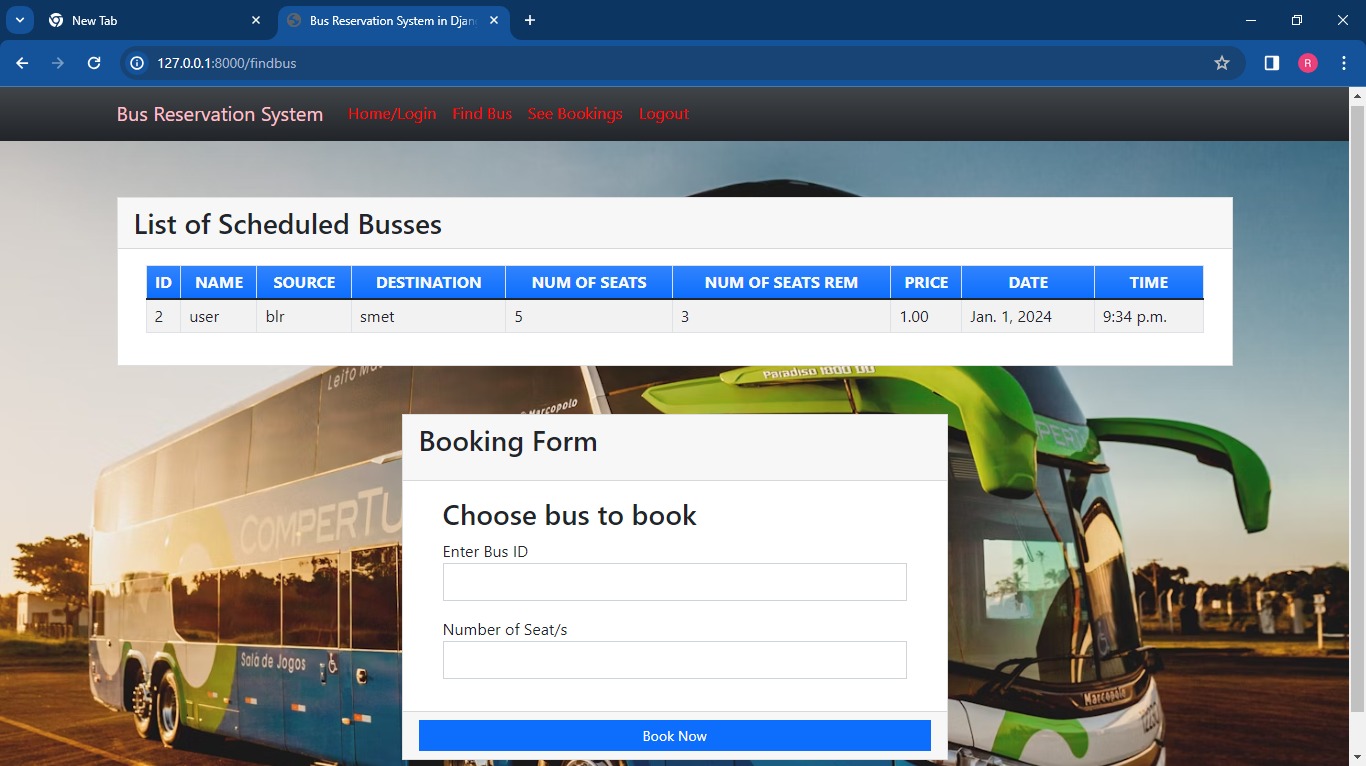 New Tab
Bus Reservation System in Djan
127.0.0.1:8000/findbus
R
Bus Reservation System Home/Login Find Bus See Bookings Logout
List of Scheduled Busses
ID NAME SOURCE DESTINATION NUM OF SEATS NUM OF SEATS REM PRICE DATE TIME
2 user blr smet 5 3 1.00 Jan. 1, 2024 9:34 p.m.
Leito
Marcopolo
Paradiso 1800 DD
Booking Form
COMPERTU
PERT
Choose bus to book
Enter Bus ID
Number of Seat/s
Sala de Jogos
Marcopolo
Book Now